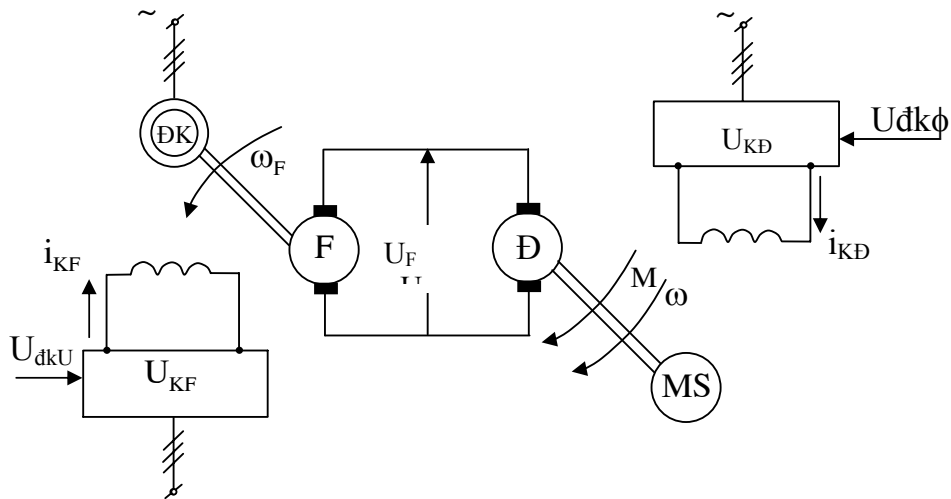 ~
~
ĐK
U_KĐ
Uđkφ
ω_F
F
U_F
Đ
i_KĐ
i_KF
M
ω
U_đkU
U_KF
MS